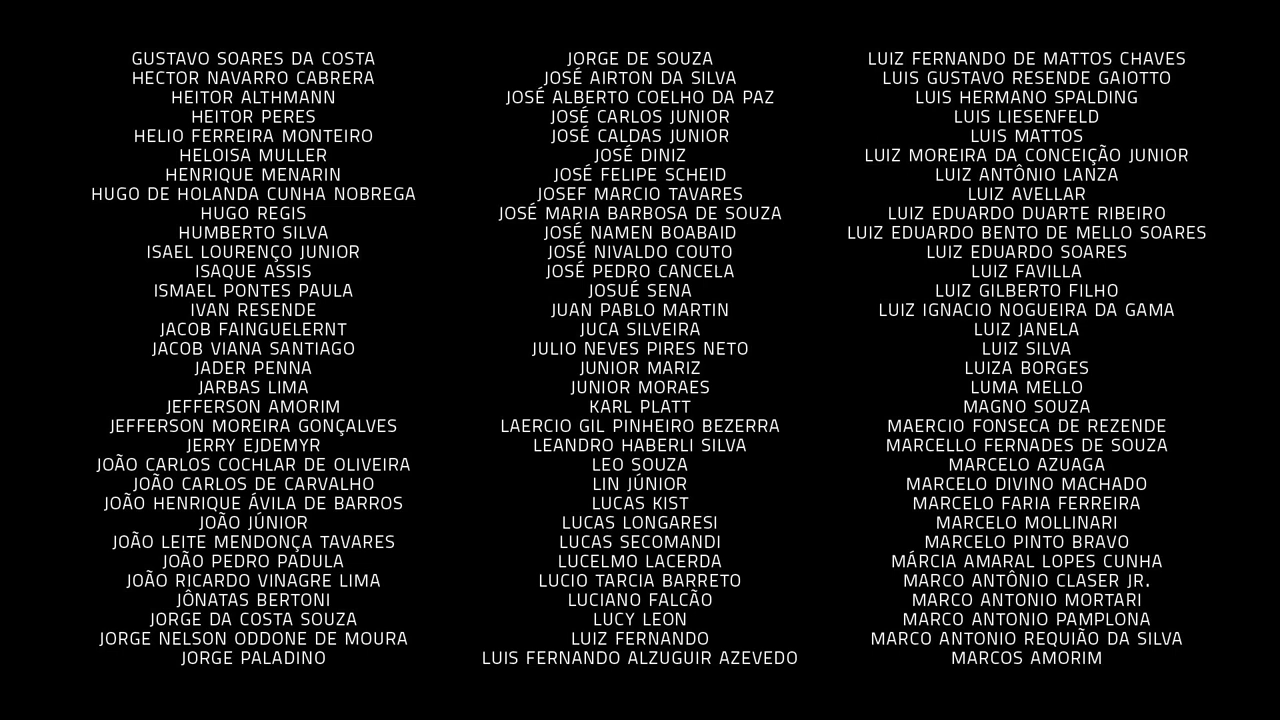 GUSTAVO SOARES DA COSTA
HECTOR NAVARRO CABRERA
HEITOR ALTHMANN
HEITOR PERES
HELIO FERREIRA MONTEIRO
HELOISA MULLER
HENRIQUE MENARIN
HUGO DE HOLANDA CUNHA NOBREGA
HUGO REGIS
HUMBERTO SILVA
ISAEL LOURENÇO JUNIOR
ISAQUE ASSIS
ISMAEL PONTES PAULA
IVAN RESENDE
JACOB FAINGUELERNT
JACOB VIANA SANTIAGO
JADER PENNA
JARBAS LIMA
JEFFERSON AMORIM
JEFFERSON MOREIRA GONÇALVES
JERRY EJDEMYR
JOÃO CARLOS COCHLAR DE OLIVEIRA
JOÃO CARLOS DE CARVALHO
JOÃO HENRIQUE ÁVILA DE BARROS
JOÃO JÚNIOR
JOÃO LEITE MENDONÇA TAVARES
JOÃO PEDRO PADULA
JOÃO RICARDO VINAGRE LIMA
JÔNATAS BERTONI
JORGE DA COSTA SOUZA
JORGE NELSON ODDONE DE MOURA
JORGE PALADINO
JORGE DE SOUZA
JOSÉ AIRTON DA SILVA
JOSÉ ALBERTO COELHO DA PAZ
JOSÉ CARLOS JUNIOR
JOSÉ CALDAS JUNIOR
JOSÉ DINIZ
JOSÉ FELIPE SCHEID
JOSEF MARCIO TAVARES
JOSÉ MARIA BARBOSA DE SOUZA
JOSÉ NAMEN BOABAID
JOSÉ NIVALDO COUTO
JOSÉ PEDRO CANCELA
JOSUÉ SENA
JUAN PABLO MARTIN
JUCA SILVEIRA
JULIO NEVES PIRES NETO
JUNIOR MARIZ
JUNIOR MORAES
KARL PLATT
LAERCIO GIL PINHEIRO BEZERRA
LEANDRO HABERLI SILVA
LEO SOUZA
LIN JÚNIOR
LUCAS KIST
LUCAS LONGARESI
LUCAS SECOMANDI
LUCELMO LACERDA
LUCIO TARCIA BARRETO
LUCIANO FALCÃO
LUCY LEON
LUIZ FERNANDO
LUIS FERNANDO ALZUGUIR AZEVEDO
LUIZ FERNANDO DE MATTOS CHAVES
LUIS GUSTAVO RESENDE GAIOTTO
LUIS HERMANO SPALDING
LUIS LIESENFELD
LUIS MATTOS
LUIZ MOREIRA DA CONCEIÇÃO JUNIOR
LUIZ ANTÔNIO LANZA
LUIZ AVELLAR
LUIZ EDUARDO DUARTE RIBEIRO
LUIZ EDUARDO BENTO DE MELLO SOARES
LUIZ EDUARDO SOARES
LUIZ FAVILLA
LUIZ GILBERTO FILHO
LUIZ IGNACIO NOGUEIRA DA GAMA
LUIZ JANELA
LUIZ SILVA
LUIZA BORGES
LUMA MELLO
MAGNO SOUZA
MAERCIO FONSECA DE REZENDE
MARCELLO FERNADES DE SOUZA
MARCELO AZUAGA
MARCELO DIVINO MACHADO
MARCELO FARIA FERREIRA
MARCELO MOLLINARI
MARCELO PINTO BRAVO
MÁRCIA AMARAL LOPES CUNHA
MARCO ANTÔNIO CLASER JR.
MARCO ANTONIO MORTARI
MARCO ANTONIO PAMPLONA
MARCO ANTONIO REQUIÃO DA SILVA
MARCOS AMORIM